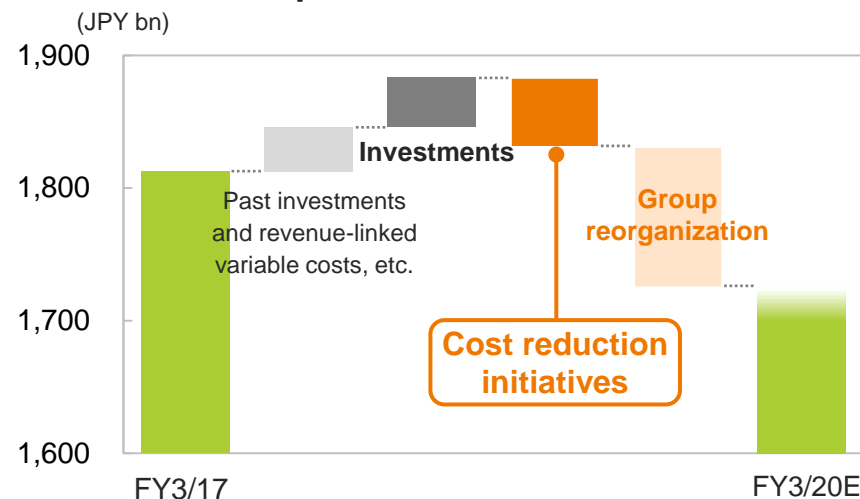 (JPY bn)
1,900
1,800
1,700
1,600
Investments
Past investments
and revenue-linked
variable costs, etc.
Group
reorganization
Cost reduction
initiatives
FY3/17
FY3/20E